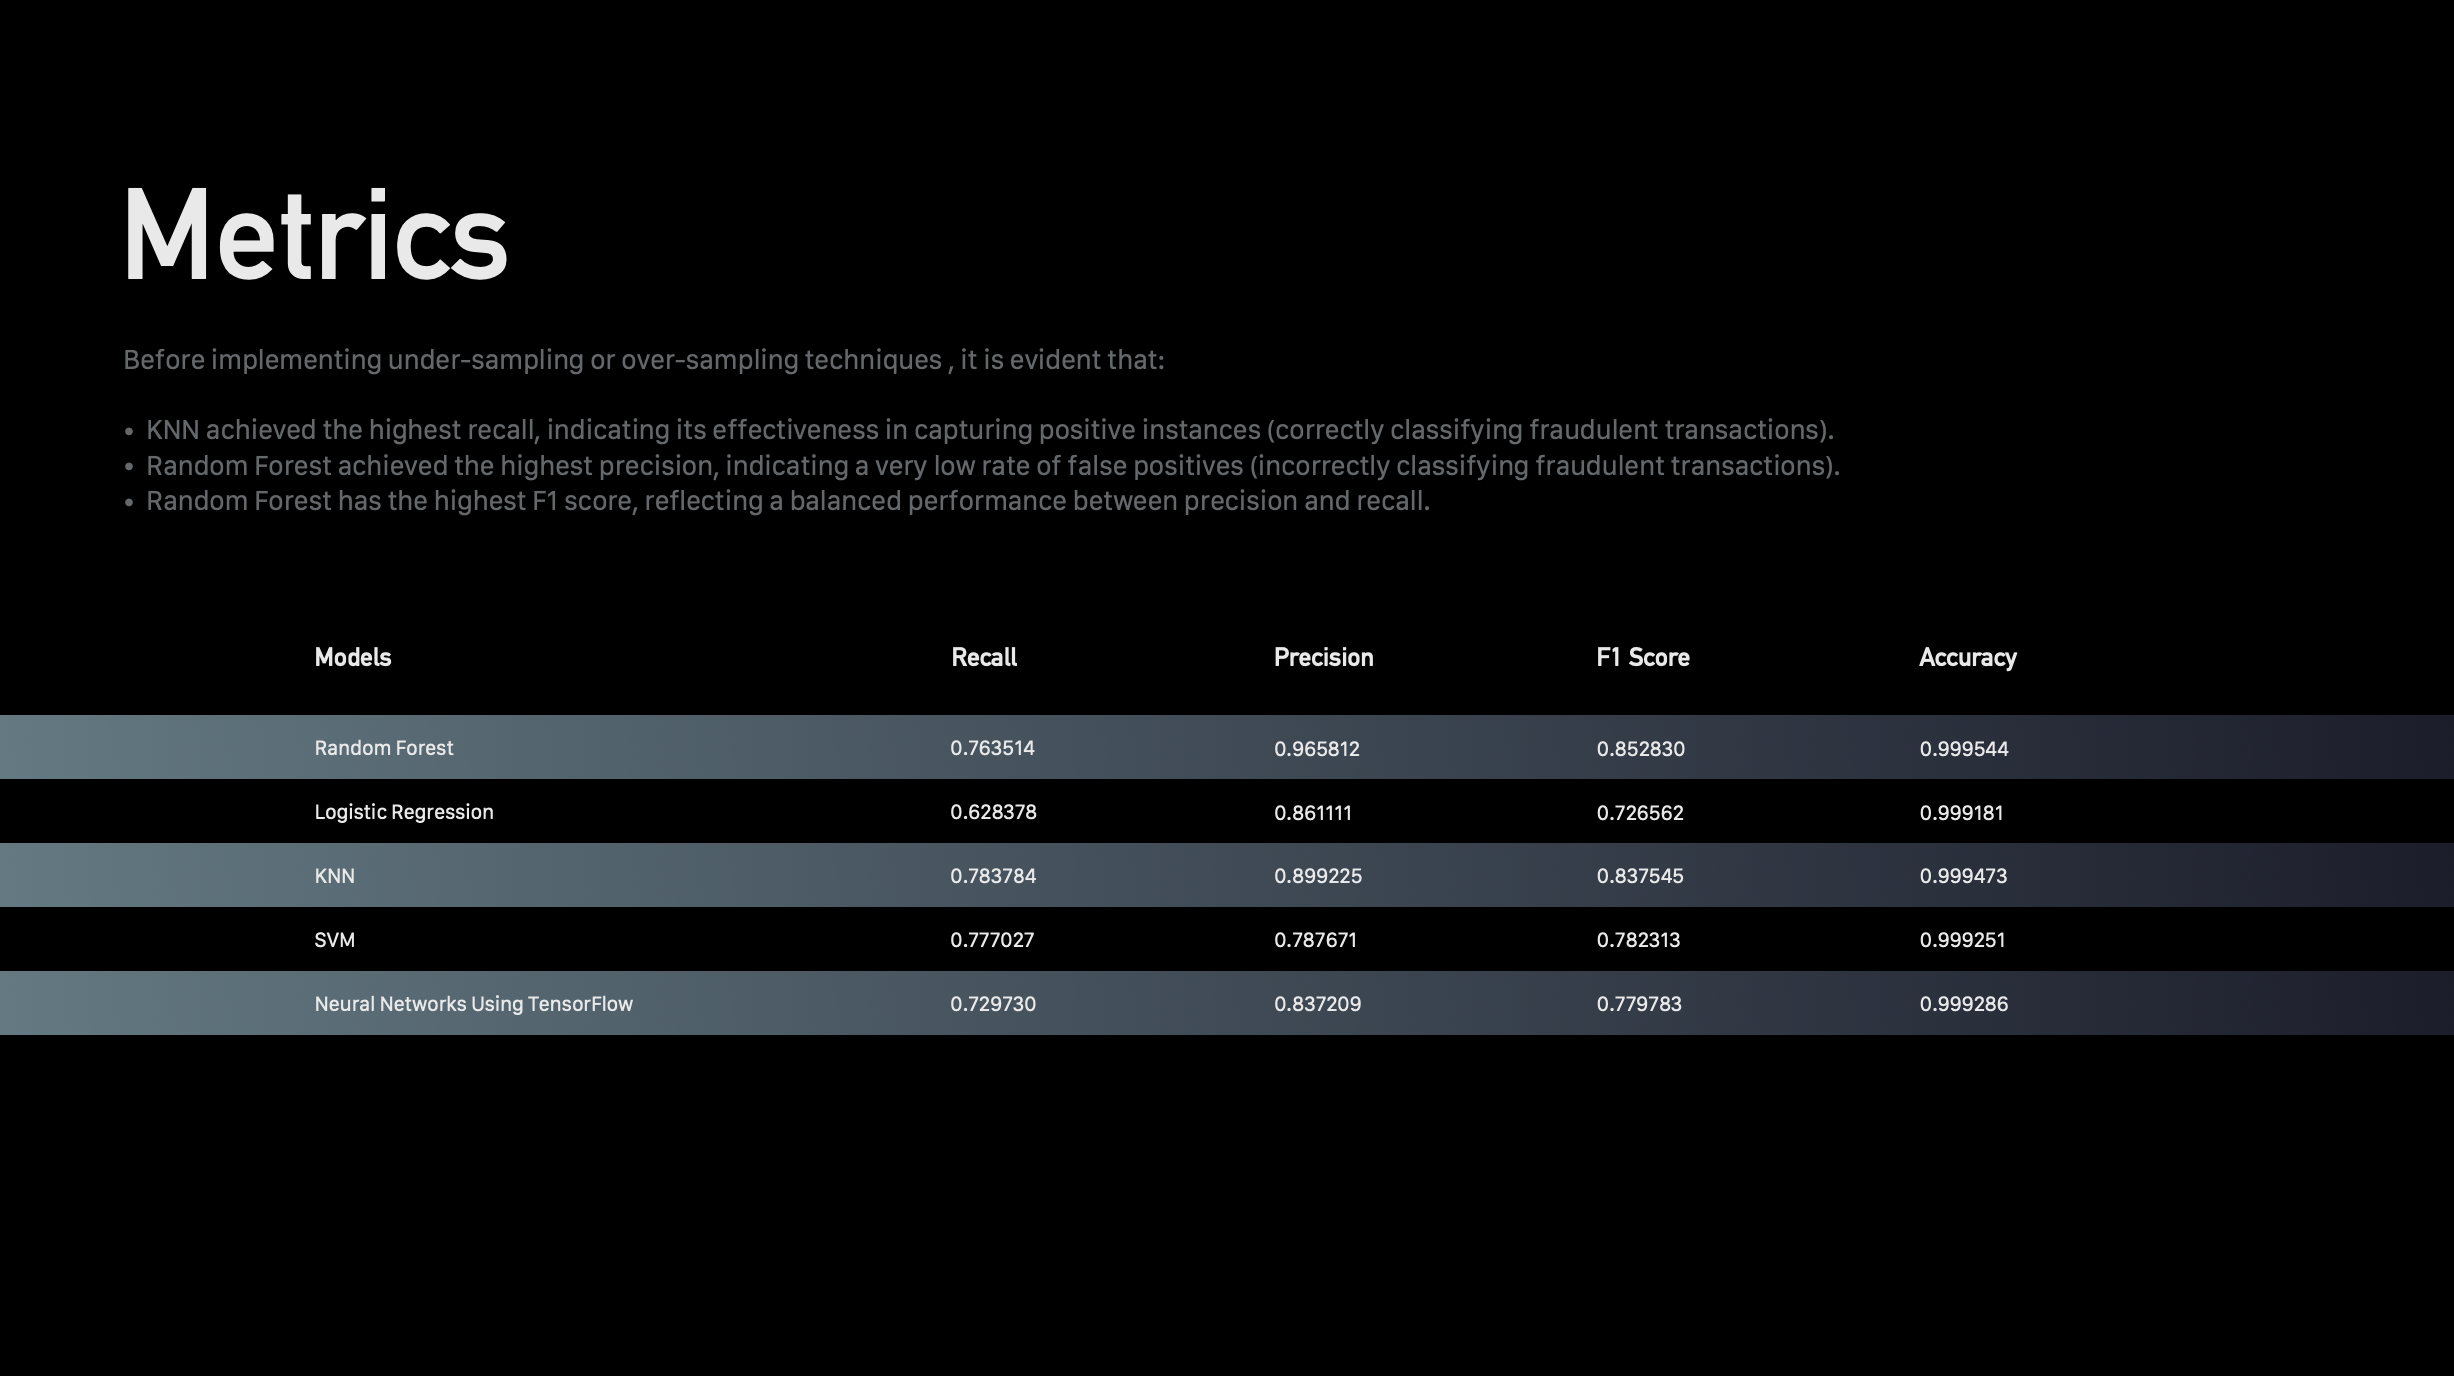 Metrics
Before implementing under-sampling or over-sampling techniques , it is evident that:
• KNN achieved the highest recall, indicating its effectiveness in capturing positive instances (correctly classifying fraudulent transactions).
• Random Forest achieved the highest precision, indicating a very low rate of false positives (incorrectly classifying fraudulent transactions).
• Random Forest has the highest F1 score, reflecting a balanced performance between precision and recall.
Models Recall Precision F1 Score Accuracy
Random Forest 0.763514 0.965812 0.852830 0.999544
Logistic Regression 0.628378 0.861111 0.726562 0.999181
KNN 0.783784 0.899225 0.837545 0.999473
SVM 0.777027 0.787671 0.782313 0.999251
Neural Networks Using TensorFlow 0.729730 0.837209 0.779783 0.999286